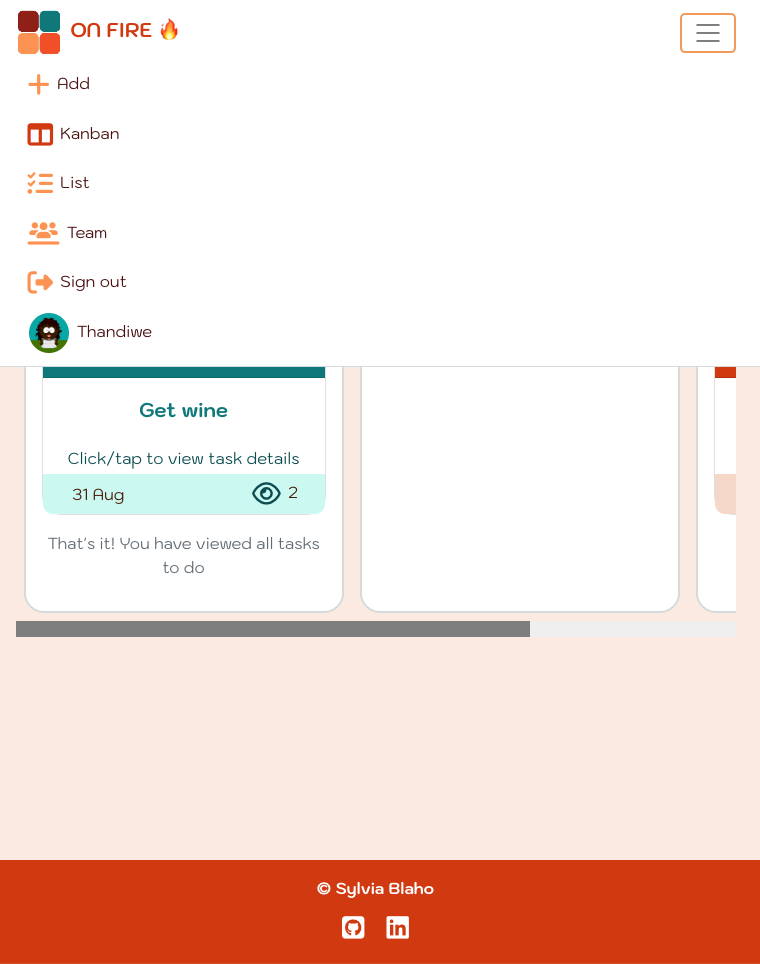 ON FIRE 🔥
Add
Kanban
List
Team
Sign out
Thandiwe
Get wine
Click/tap to view task details
31 Aug
2
That's it! You have viewed all tasks
to do
© Sylvia Blaho
in